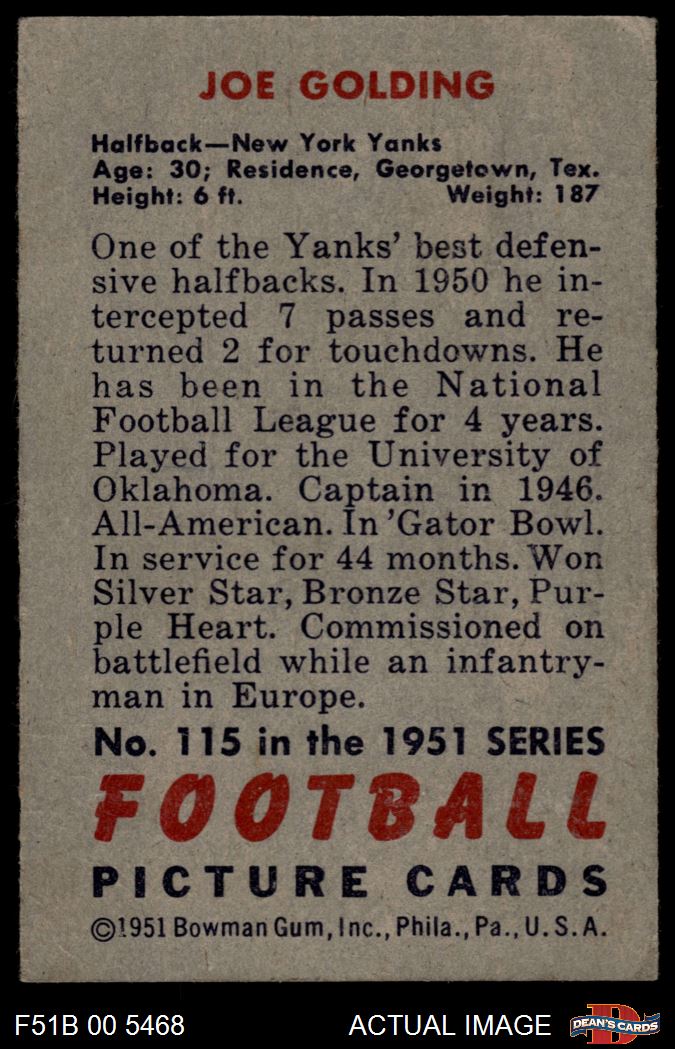 JOE GOLDING
Halfback—New York Yanks
Age: 30; Residence, Georgetown, Tex.
Height: 6 ft. Weight: 187
One of the Yanks' best defen-
sive halfbacks. In 1950 he in-
tercepted 7 passes and re-
turned 2 for touchdowns. He
has been in the National
Football League for 4 years.
Played for the University of
Oklahoma. Captain in 1946.
All-American. In 'Gator Bowl.
In service for 44 months. Won
Silver Star, Bronze Star, Pur-
ple Heart. Commissioned on
battlefield while an infantry-
man in Europe.
No. 115 in the 1951 SERIES
FOOTBALL
PICTURE CARDS
©1951 Bowman Gum, Inc., Phila., Pa., U.S.A.
F51B 00 5468 ACTUAL IMAGE D DEAN'S CARDS